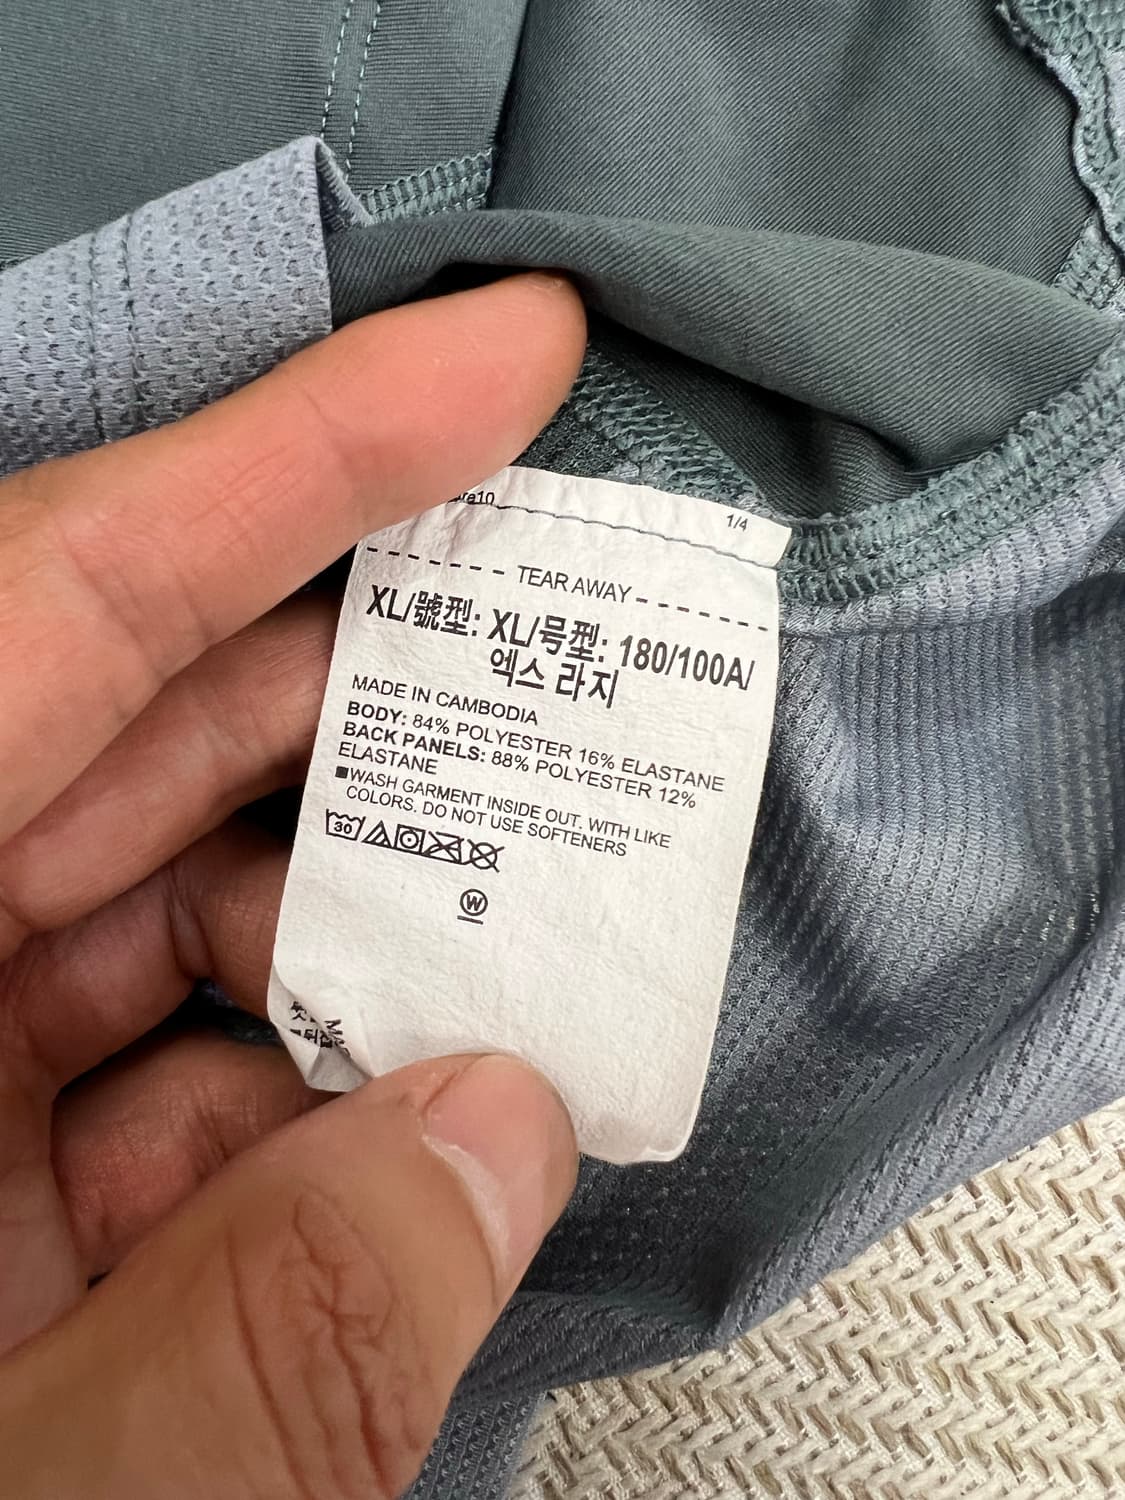 1/4
TEAR AWAY
XL/號型: XL/号型: 180/100A/
엑스 라지
MADE IN CAMBODIA
BODY: 84% POLYESTER 16% ELASTANE
BACK PANELS: 88% POLYESTER 12%
ELASTANE
■WASH GARMENT INSIDE OUT. WITH LIKE
COLORS. DO NOT USE SOFTENERS
30
W